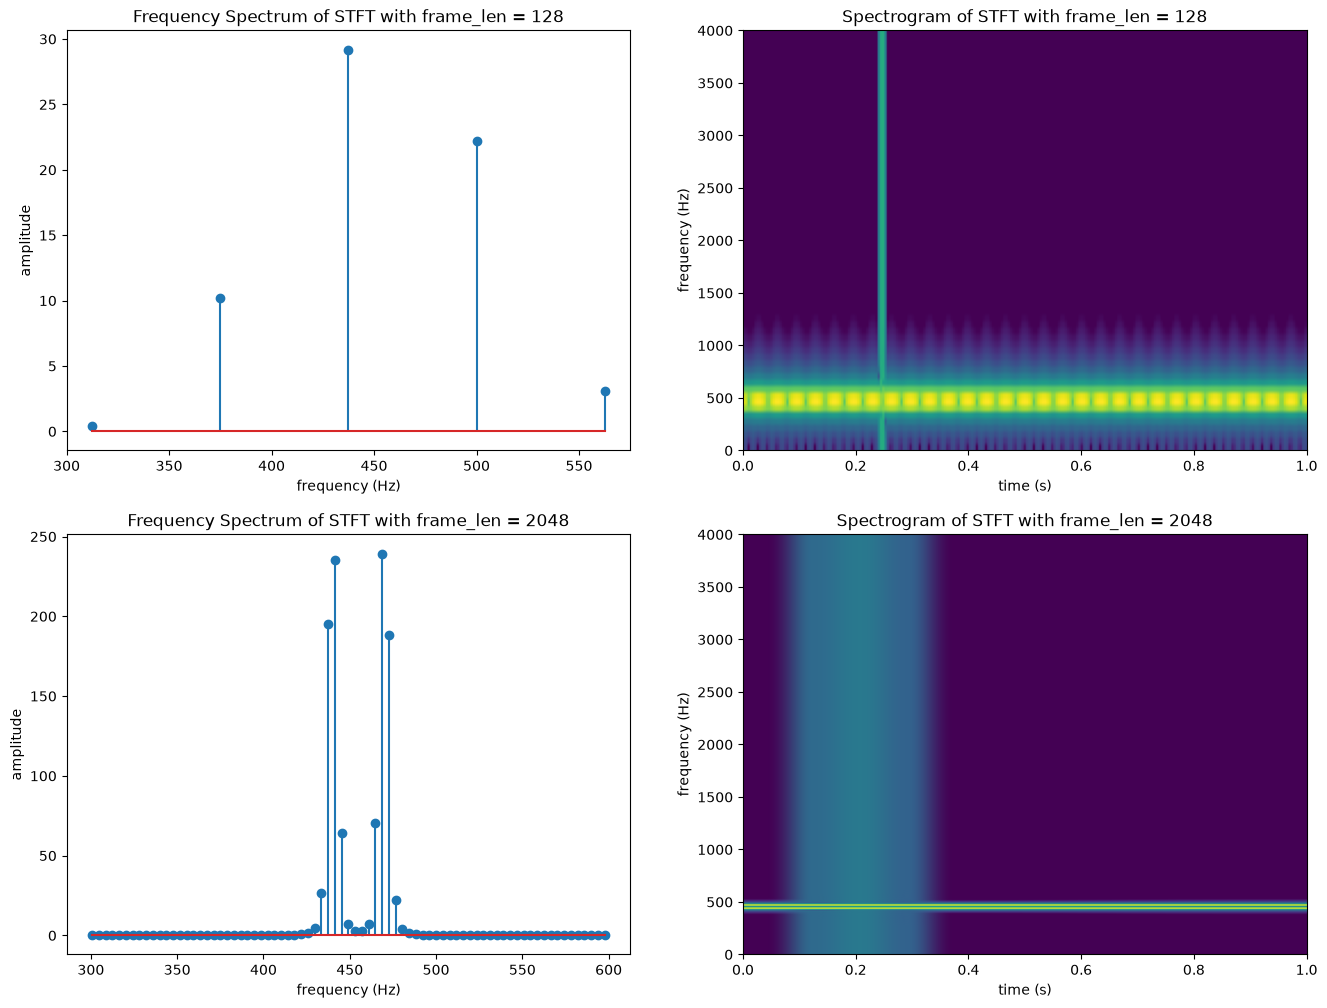 Frequency Spectrum of STFT with frame_len = 128
30
25
20
15
10
5
0
amplitude
300 350 400 450 500 550
frequency (Hz)
Spectrogram of STFT with frame_len = 128
4000
3500
3000
2500
2000
1500
1000
500
0
frequency (Hz)
0.0 0.2 0.4 0.6 0.8 1.0
time (s)
Frequency Spectrum of STFT with frame_len = 2048
250
200
150
100
50
0
amplitude
300 350 400 450 500 550 600
frequency (Hz)
Spectrogram of STFT with frame_len = 2048
4000
3500
3000
2500
2000
1500
1000
500
0
frequency (Hz)
0.0 0.2 0.4 0.6 0.8 1.0
time (s)